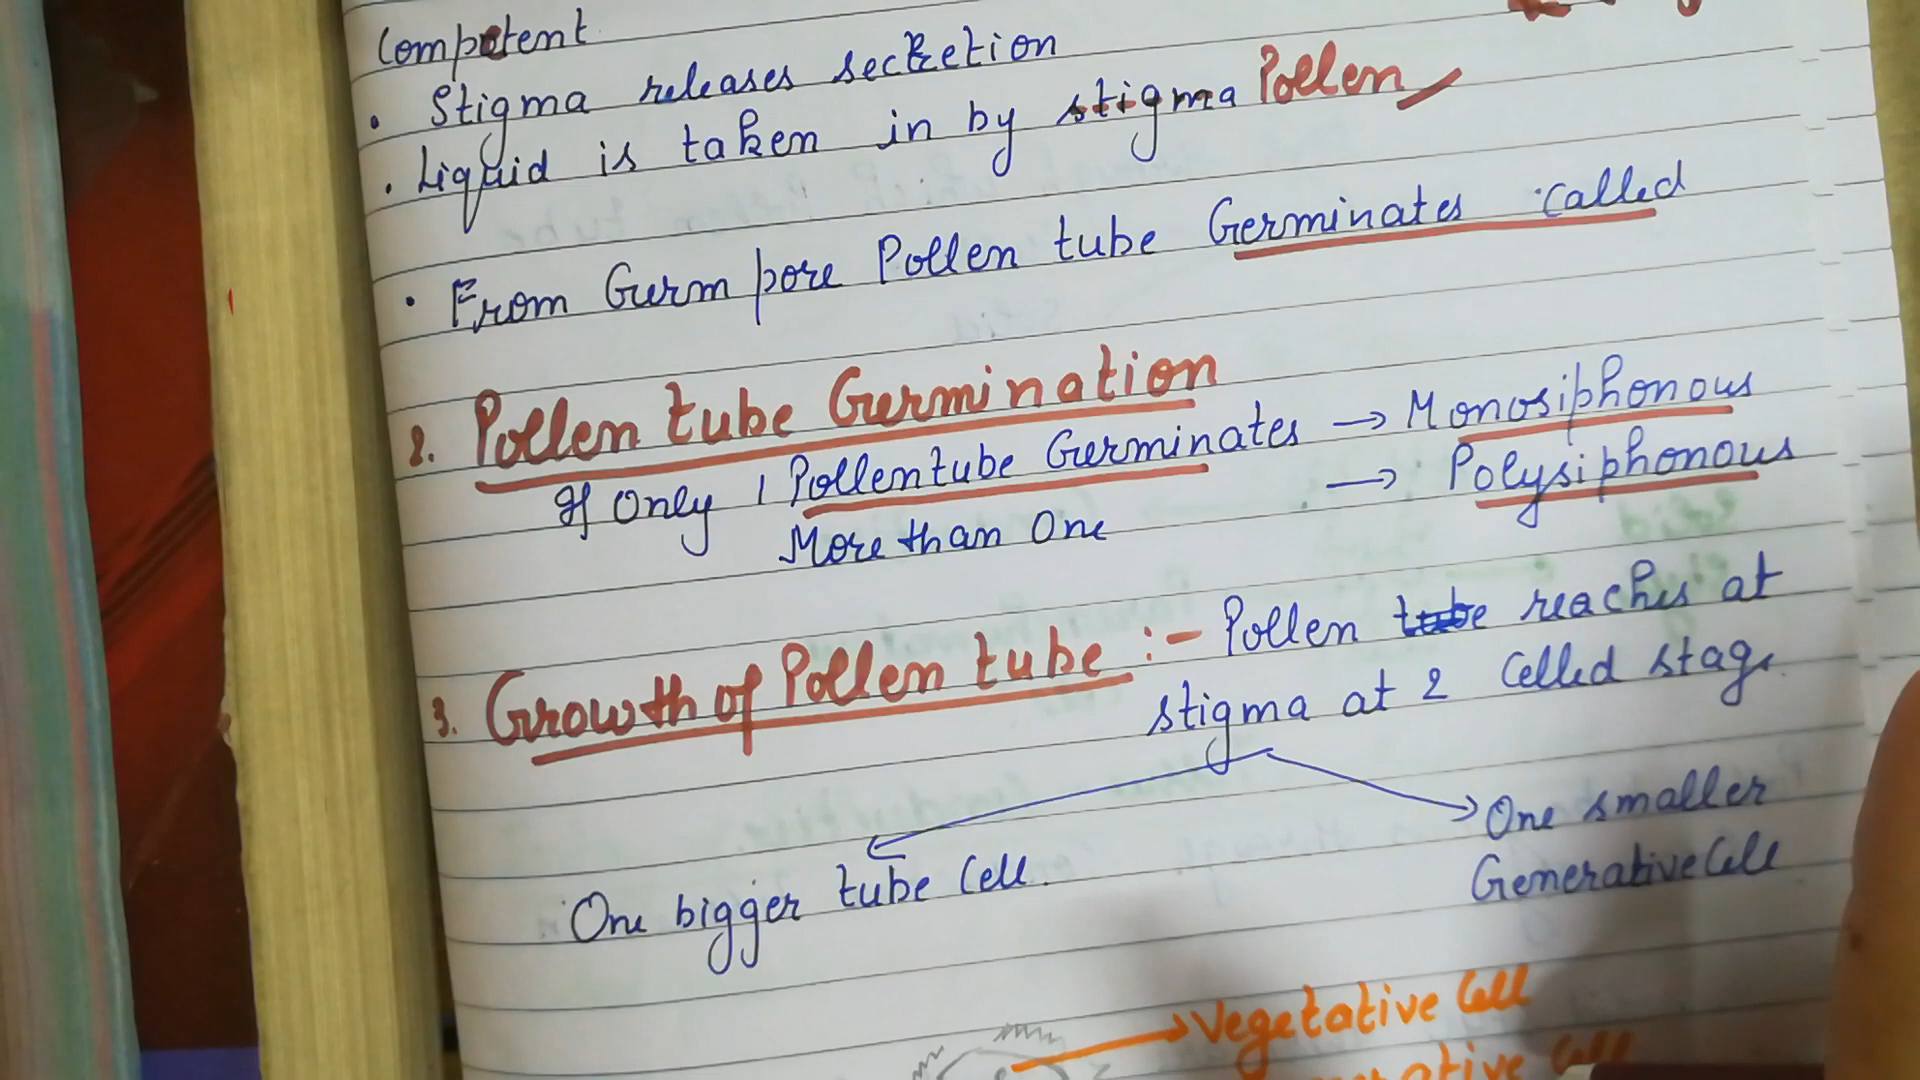 Competent
• Stigma releases secretion
• Liquid is taken in by stigma Pollen
• From Germ pore Pollen tube Germinates called
2. Pollen tube Germination
If Only 1 Pollentube Germinates → Monosiphonous
More than One → Polysiphonous
3. Growth of Pollen tube :- Pollen tube reaches at
stigma at 2 Celled stage
One bigger tube Cell.
One smaller
Generative Cell
Vegetative Cell
Cell